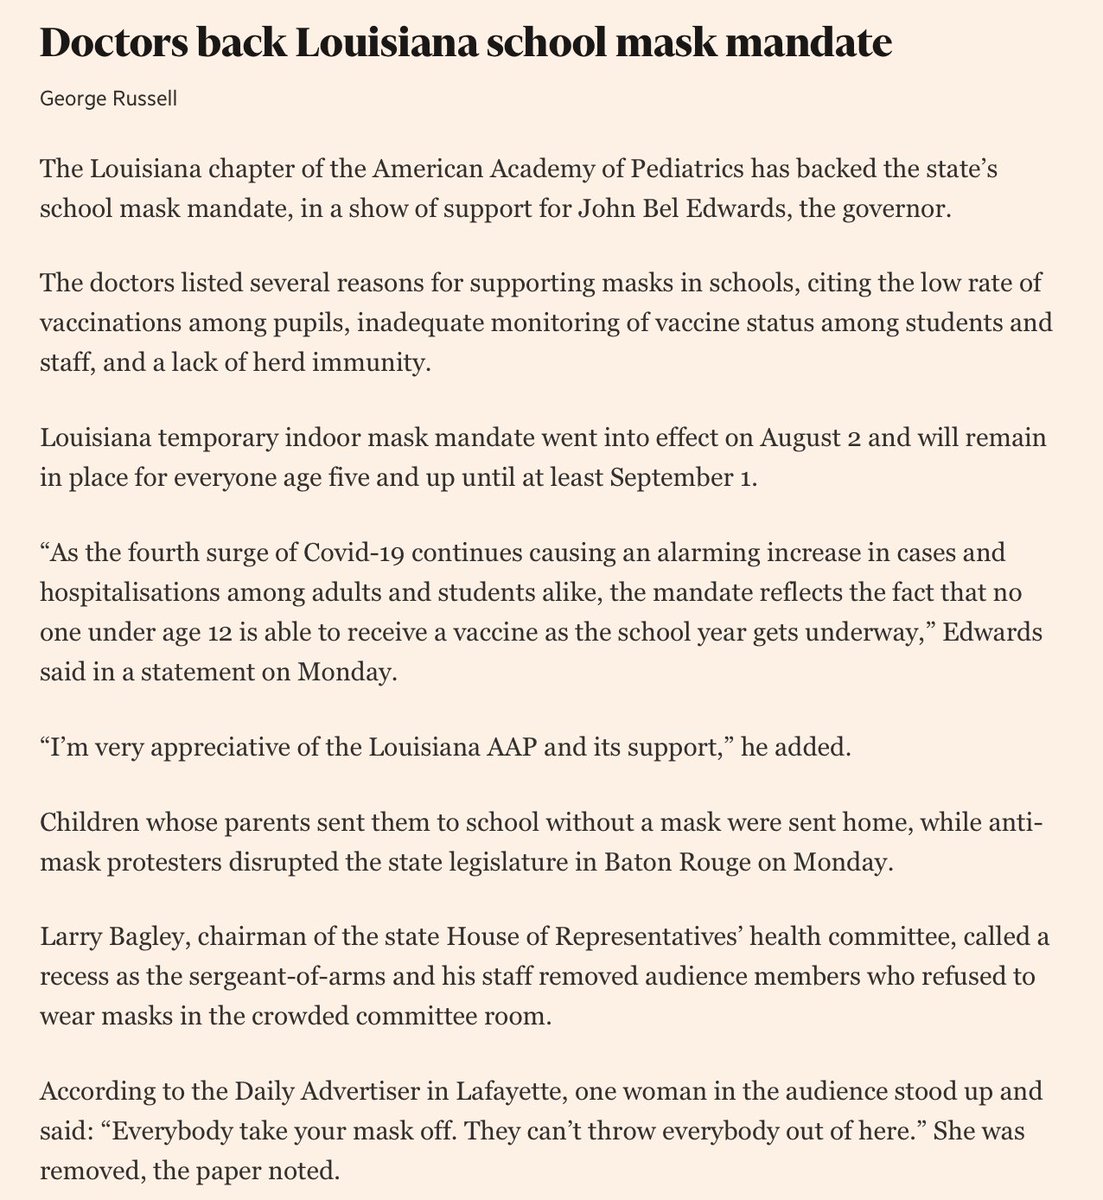 Doctors back Louisiana school mask mandate
George Russell
The Louisiana chapter of the American Academy of Pediatrics has backed the state’s
school mask mandate, in a show of support for John Bel Edwards, the governor.
The doctors listed several reasons for supporting masks in schools, citing the low rate of
vaccinations among pupils, inadequate monitoring of vaccine status among students and
staff, and a lack of herd immunity.
Louisiana temporary indoor mask mandate went into effect on August 2 and will remain
in place for everyone age five and up until at least September 1.
“As the fourth surge of Covid-19 continues causing an alarming increase in cases and
hospitalisations among adults and students alike, the mandate reflects the fact that no
one under age 12 is able to receive a vaccine as the school year gets underway,” Edwards
said in a statement on Monday.
“I’m very appreciative of the Louisiana AAP and its support,” he added.
Children whose parents sent them to school without a mask were sent home, while anti-
mask protesters disrupted the state legislature in Baton Rouge on Monday.
Larry Bagley, chairman of the state House of Representatives’ health committee, called a
recess as the sergeant-of-arms and his staff removed audience members who refused to
wear masks in the crowded committee room.
According to the Daily Advertiser in Lafayette, one woman in the audience stood up and
said: “Everybody take your mask off. They can’t throw everybody out of here.” She was
removed, the paper noted.